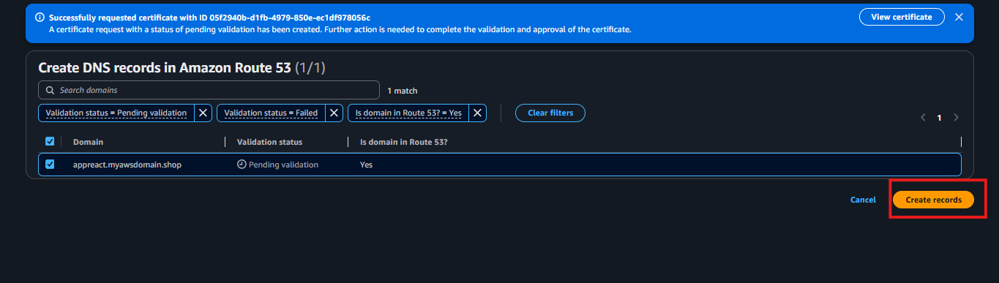 Successfully requested certificate with ID 05f2940b-d1fb-4979-850e-ec1df978056c
View certificate
A certificate request with a status of pending validation has been created. Further action is needed to complete the validation and approval of the certificate.
Create DNS records in Amazon Route 53 (1/1)
Search domains
1 match
Validation status = Pending validation
Validation status = Failed
Is domain in Route 53? = Yes
Clear filters
1
Domain
Validation status
Is domain in Route 53?
appreact.myawsdomain.shop
Pending validation
Yes
Cancel
Create records